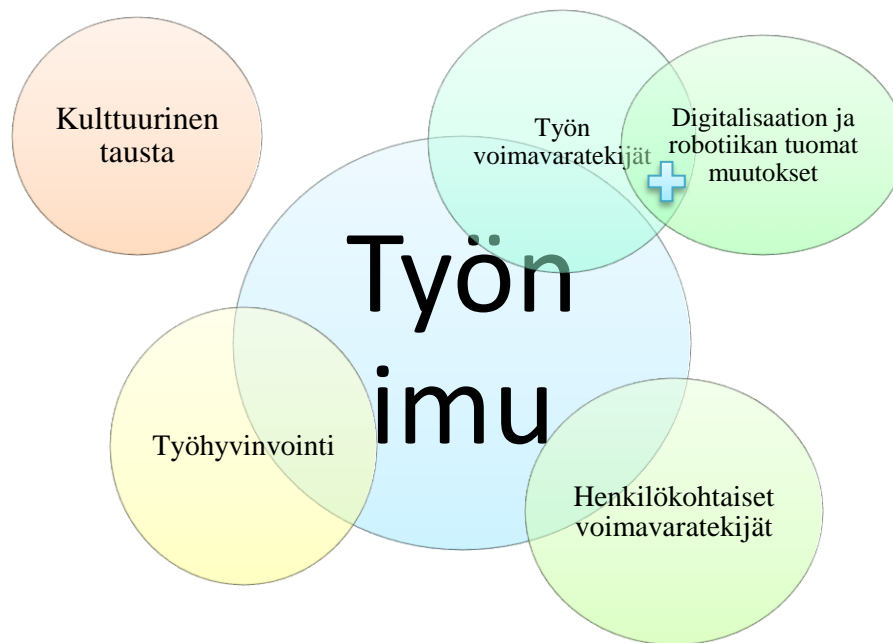 Kulttuurinen
tausta
Työn
voimavaratekijät
Digitalisaation ja
robotiikan tuomat
muutokset
Työn
imu
Työhyvinvointi
Henkilökohtaiset
voimavaratekijät